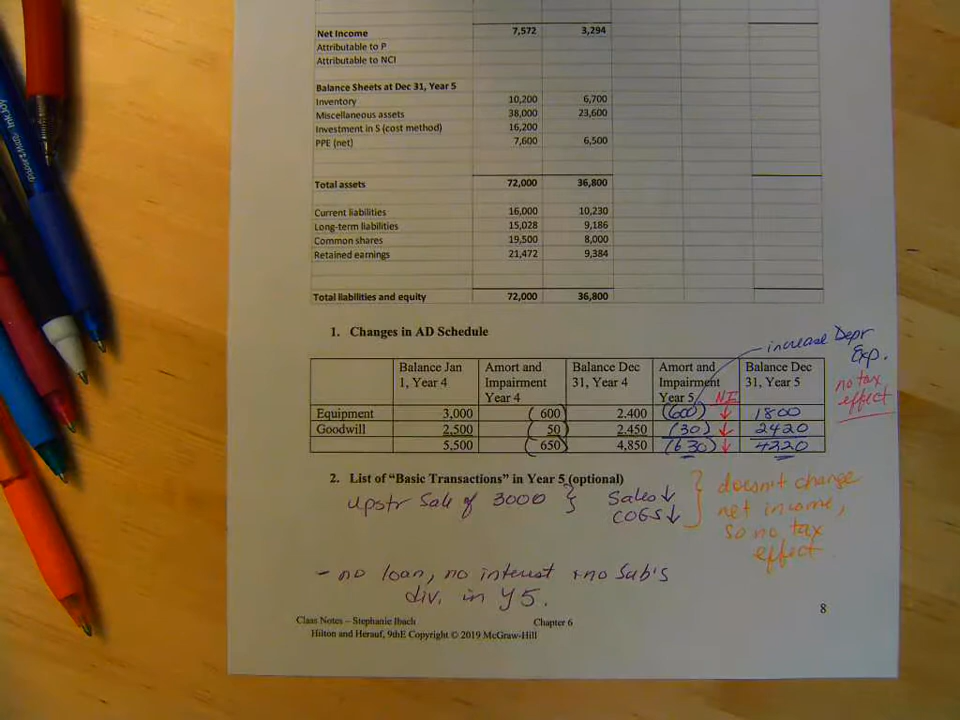 Net Income 7,572 3,294
Attributable to P
Attributable to NCI
Balance Sheets at Dec 31, Year 5
Inventory 10,200 6,700
Miscellaneous assets 38,000 23,600
Investment in S (cost method) 16,200
PPE (net) 7,600 6,500
Total assets 72,000 36,800
Current liabilities 16,000 10,230
Long-term liabilities 15,028 9,186
Common shares 19,500 8,000
Retained earnings 21,472 9,384
Total liabilities and equity 72,000 36,800
1. Changes in AD Schedule
increase Depr
Exp.
no tax
effect
Balance Jan Amort and Balance Dec Amort and Balance Dec
1, Year 4 Impairment 31, Year 4 Impairment 31, Year 5
Year 4 Year 5 NI
Equipment 3,000 (600) 2.400 (600) ↓ 1800
Goodwill 2,500 (50) 2.450 (30) ↓ 2420
5,500 (650) 4,850 (630) ↓ 4220
2. List of “Basic Transactions” in Year 5 (optional)
upstr Sale of 3000 } Sales ↓
COGS ↓
} doesn't change
net income,
so no tax
effect
- no loan, no interest + no Sub's
div. in Y5.
8
Class Notes – Stephanie Ibach Chapter 6
Hilton and Herauf, 9thE Copyright © 2019 McGraw-Hill